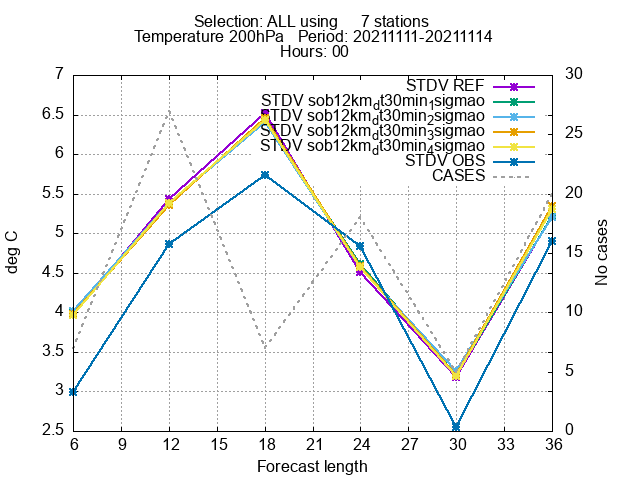 Selection: ALL using 7 stations
Temperature 200hPa Period: 20211111-20211114
Hours: 00
7
6.5
6
5.5
5
4.5
4
3.5
3
2.5
30
25
20
15
10
5
0
STDV REF
STDV sob12km_dt30min_1sigmao
STDV sob12km_dt30min_2sigmao
STDV sob12km_dt30min_3sigmao
STDV sob12km_dt30min_4sigmao
STDV OBS
CASES
deg C
No cases
6 9 12 15 18 21 24 27 30 33 36
Forecast length